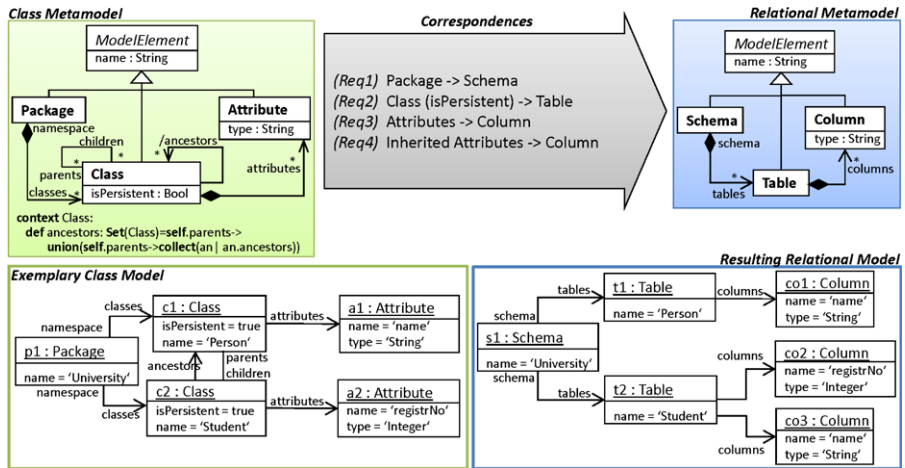 Class Metamodel
Correspondences
Relational Metamodel
ModelElement
name : String
Package
Attribute
type : String
namespace
children
/ancestors
*
*
*
parents
Class
attributes
isPersistent : Bool
classes
*
context Class:
def ancestors: Set(Class)=self.parents->
union(self.parents->collect(an| an.ancestors))
(Req1) Package -> Schema
(Req2) Class (isPersistent) -> Table
(Req3) Attributes -> Column
(Req4) Inherited Attributes -> Column
ModelElement
name : String
Schema
Column
type : String
schema
*
*
columns
tables
Table
Exemplary Class Model
classes
c1 : Class
isPersistent = true
name = ‘Person‘
attributes
a1 : Attribute
name = ‘name‘
type = ‘String‘
namespace
p1 : Package
name = ‘University‘
namespace
ancestors
parents
children
classes
c2 : Class
isPersistent = true
name = ‘Student‘
attributes
a2 : Attribute
name = ‘registrNo‘
type = ‘Integer‘
Resulting Relational Model
tables
t1 : Table
name = ‘Person‘
columns
co1 : Column
name = ‘name‘
type = ‘String‘
schema
s1 : Schema
name = ‘University‘
schema
tables
t2 : Table
name = ‘Student‘
columns
co2 : Column
name = ‘registrNo‘
type = ‘Integer‘
columns
co3 : Column
name = ‘name‘
type = ‘String‘